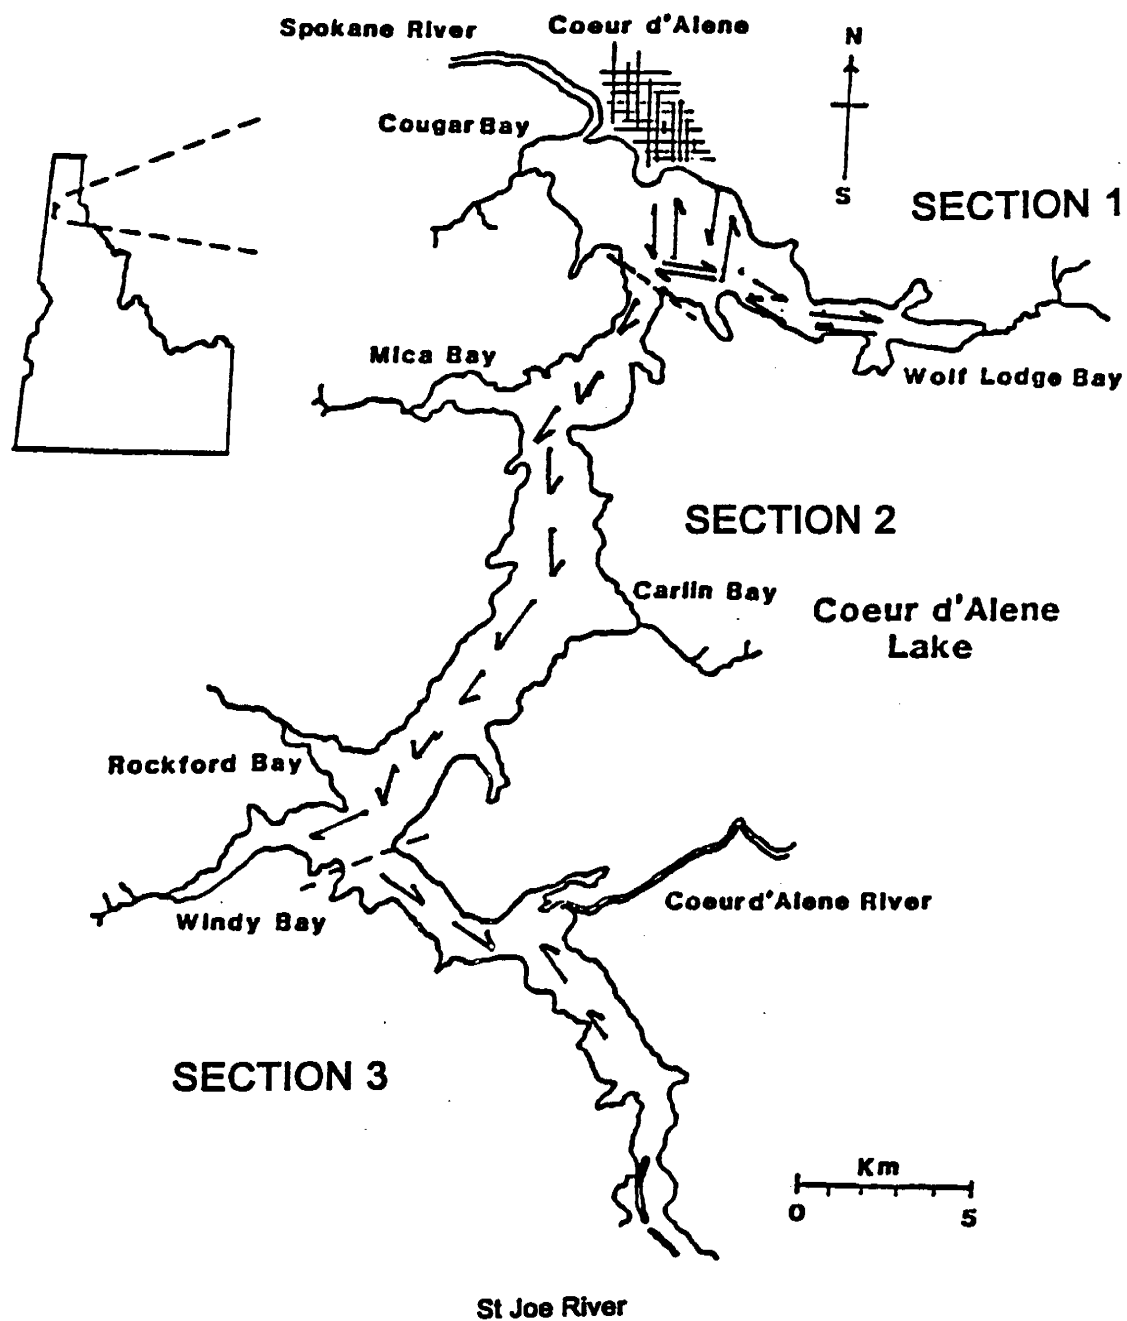 Spokane River
Coeur d'Alene
N
Cougar Bay
S
SECTION 1
Mica Bay
Wolf Lodge Bay
SECTION 2
Carlin Bay
Coeur d'Alene
Lake
Rockford Bay
Coeur d'Alene River
Windy Bay
SECTION 3
Km
0 5
St Joe River